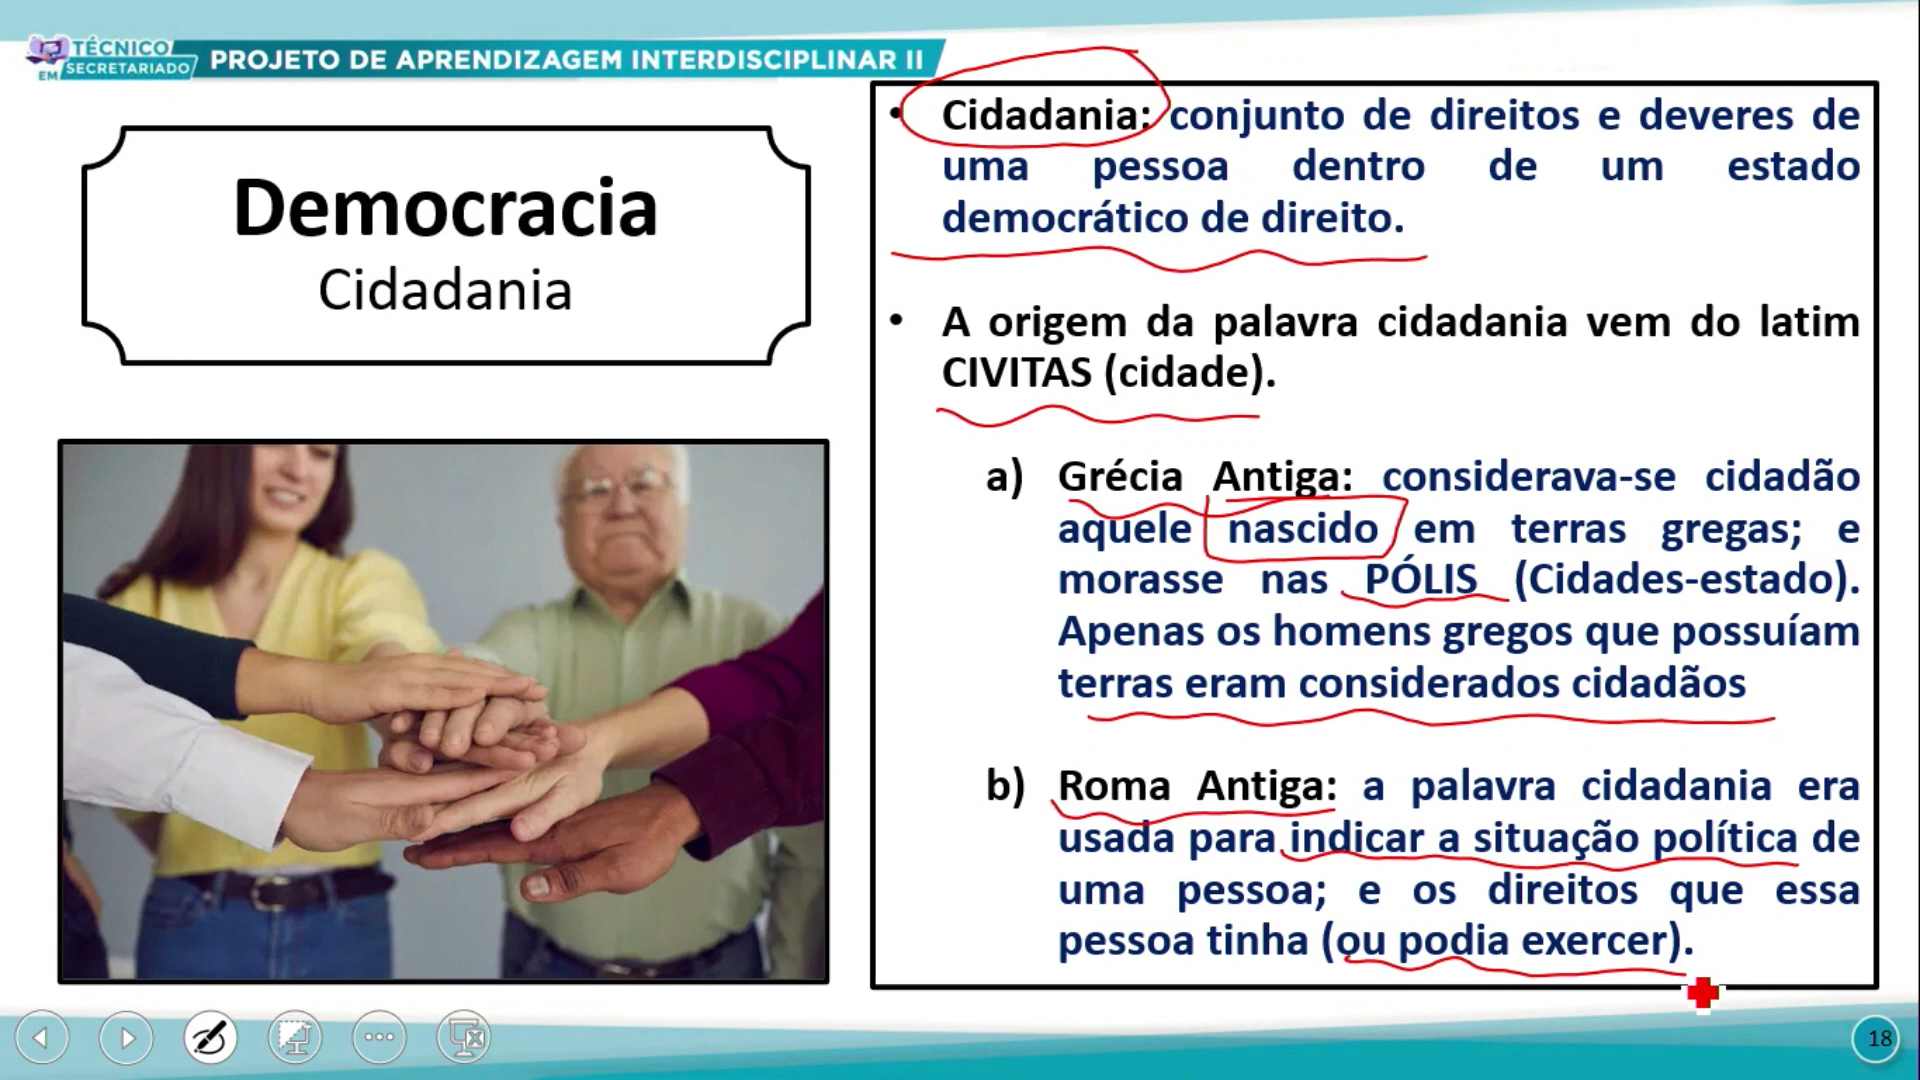 TÉCNICO
EM SECRETARIADO
PROJETO DE APRENDIZAGEM INTERDISCIPLINAR II
Democracia
Cidadania
• Cidadania: conjunto de direitos e deveres de
uma pessoa dentro de um estado
democrático de direito.
• A origem da palavra cidadania vem do latim
CIVITAS (cidade).
a) Grécia Antiga: considerava-se cidadão
aquele nascido em terras gregas; e
morasse nas PÓLIS (Cidades-estado).
Apenas os homens gregos que possuíam
terras eram considerados cidadãos
b) Roma Antiga: a palavra cidadania era
usada para indicar a situação política de
uma pessoa; e os direitos que essa
pessoa tinha (ou podia exercer).
18